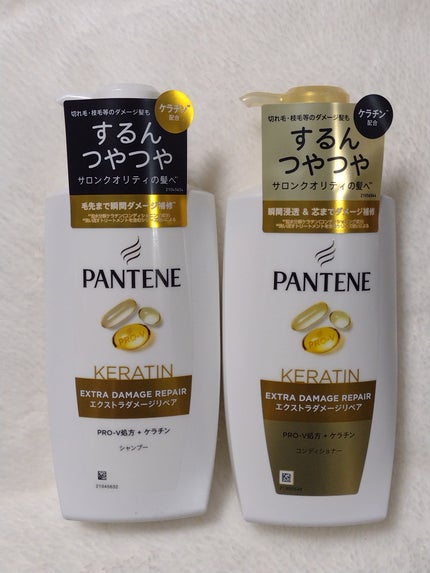 切れ毛・枝毛等のダメージ髪も
ケラチン
配合
するん
つやつや
サロンクオリティの髪へ
21045634
毛先まで瞬間ダメージ補修
PANTENE
PRO-V
KERATIN
EXTRA DAMAGE REPAIR
エクストラダメージリペア
PRO-V処方 + ケラチン
シャンプー
21045632
切れ毛・枝毛等のダメージ髪も
ケラチン
配合
するん
つやつや
サロンクオリティの髪へ
瞬間浸透 & 芯までダメージ補修
PANTENE
PRO-V
KERATIN
EXTRA DAMAGE REPAIR
エクストラダメージリペア
PRO-V処方 + ケラチン
コンディショナー